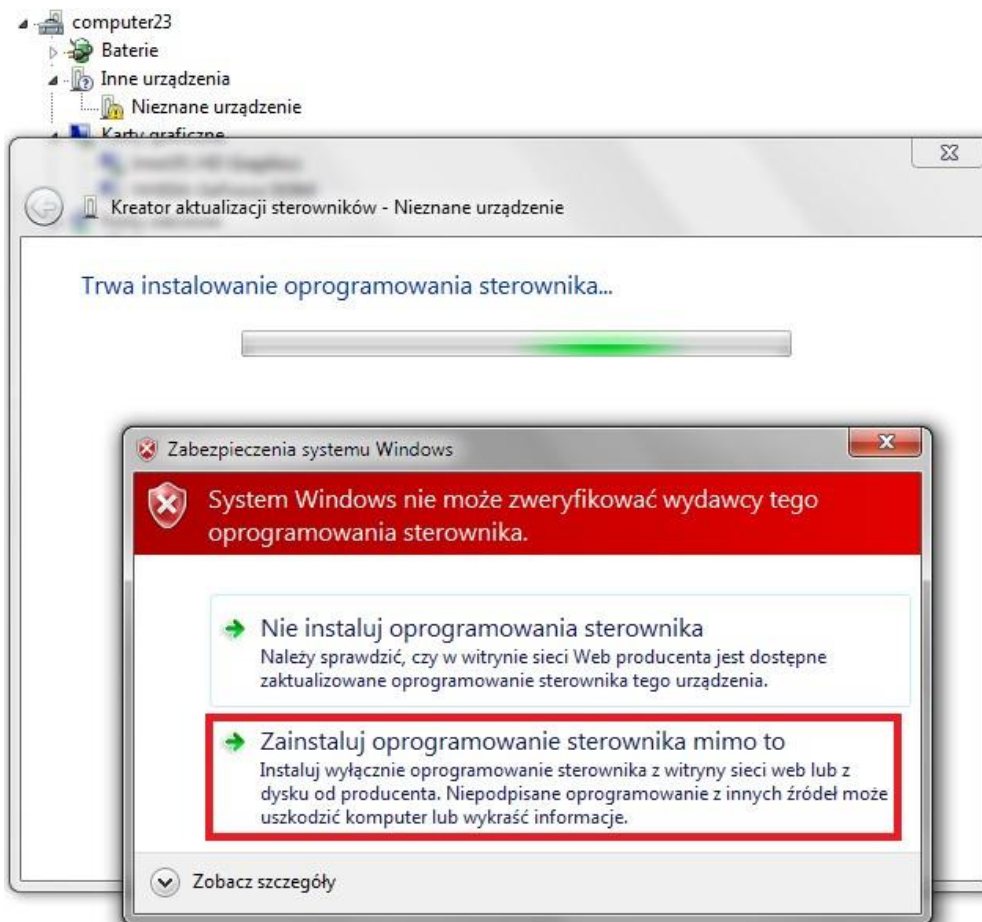 computer23
Baterie
Inne urządzenia
Nieznane urządzenie
Karty graficzne
Kreator aktualizacji sterowników - Nieznane urządzenie
Trwa instalowanie oprogramowania sterownika...
Zabezpieczenia systemu Windows
System Windows nie może zweryfikować wydawcy tego
oprogramowania sterownika.
Nie instaluj oprogramowania sterownika
Należy sprawdzić, czy w witrynie sieci Web producenta jest dostępne
zaktualizowane oprogramowanie sterownika tego urządzenia.
Zainstaluj oprogramowanie sterownika mimo to
Instaluj wyłącznie oprogramowanie sterownika z witryny sieci web lub z
dysku od producenta. Niepodpisane oprogramowanie z innych źródeł może
uszkodzić komputer lub wykraść informacje.
Zobacz szczegóły